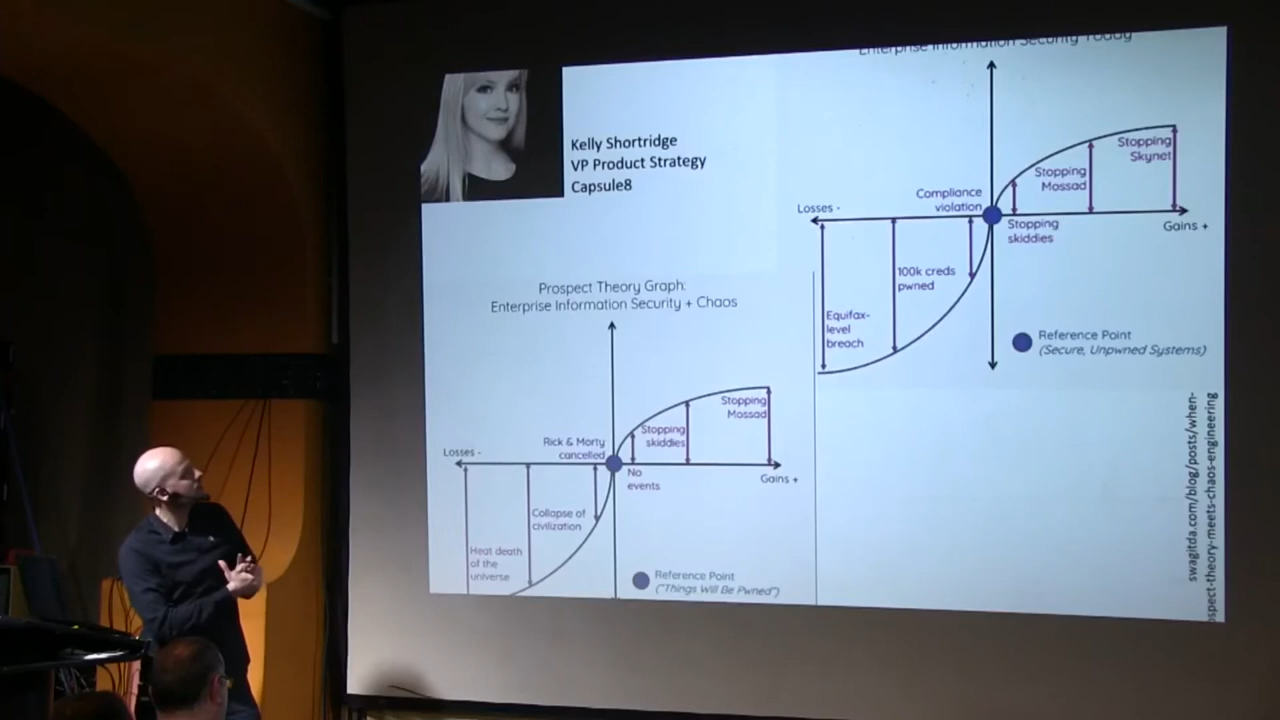 Kelly Shortridge
VP Product Strategy
Capsule8
Enterprise Information Security Today
Losses -
Compliance
violation
Stopping
Skynet
Stopping
Mossad
Stopping
skiddies
Gains +
100k creds
pwned
Equifax-
level
breach
Reference Point
(Secure, Unpwned Systems)
Prospect Theory Graph:
Enterprise Information Security + Chaos
Losses -
Rick & Morty
cancelled
Stopping
Mossad
Stopping
skiddies
No
events
Gains +
Collapse of
civilization
Heat death
of the
universe
Reference Point
("Things Will Be Pwned")
swagitda.com/blog/posts/when-
ospect-theory-meets-chaos-engineering